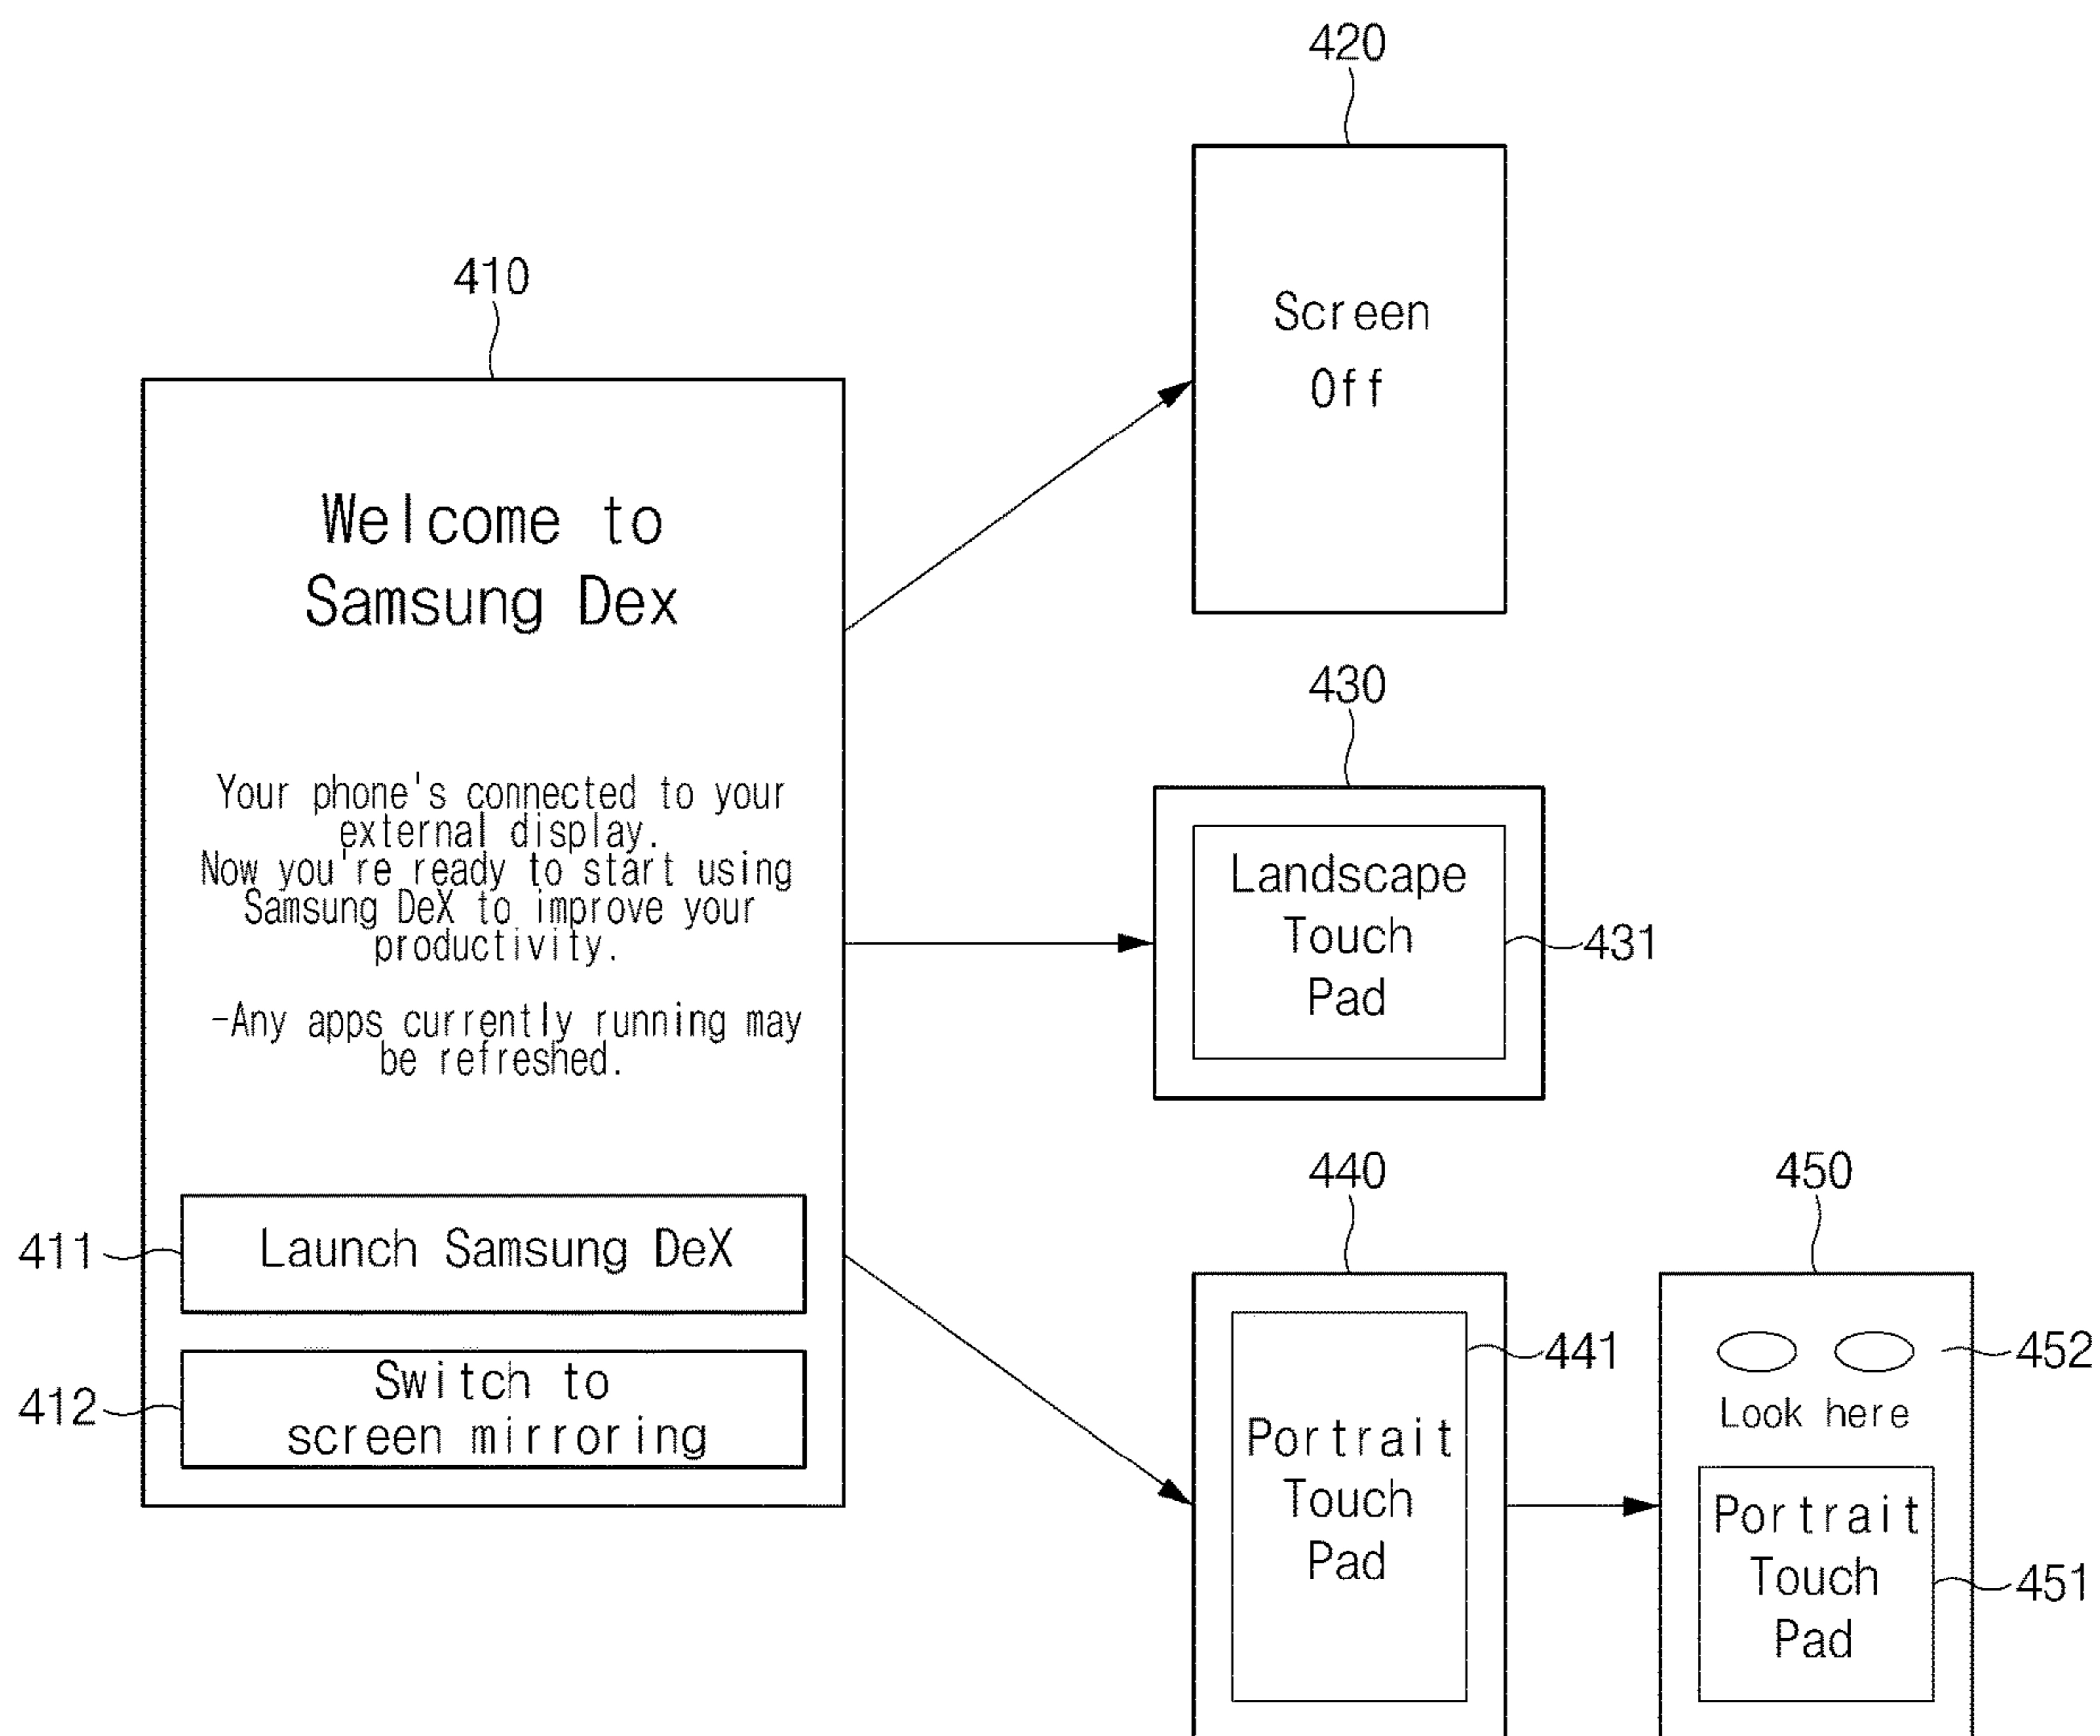 420
410
Screen
Off
Welcome to
Samsung Dex
430
Your phone's connected to your
external display.
Now you're ready to start using
Samsung DeX to improve your
productivity.
-Any apps currently running may
be refreshed.
Landscape
Touch
Pad
431
440
450
411
Launch Samsung DeX
412
Switch to
screen mirroring
441
Portrait
Touch
Pad
452
Look here
Portrait
Touch
Pad
451